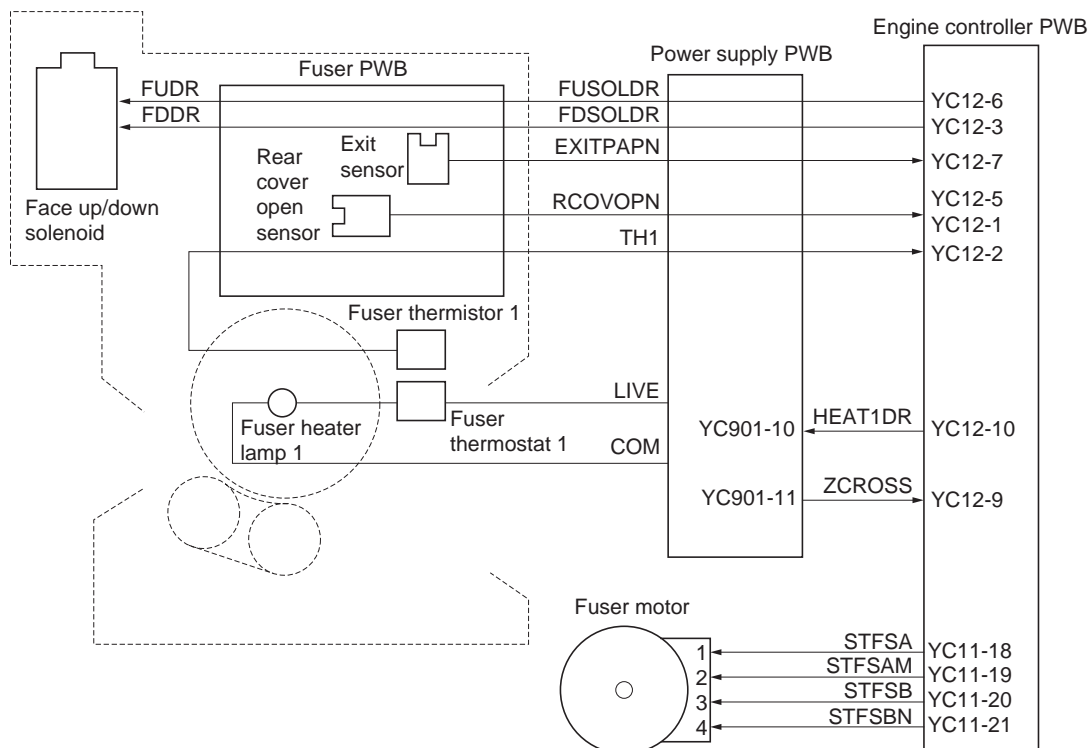 Engine controller PWB
Power supply PWB
Fuser PWB
FUDR
FUSOLDR
YC12-6
FDDR
FDSOLDR
YC12-3
Exit
sensor
EXITPAPN
YC12-7
Rear
cover
open
sensor
RCOVOPN
YC12-5
YC12-1
Face up/down
solenoid
TH1
YC12-2
Fuser thermistor 1
LIVE
Fuser heater
lamp 1
Fuser
thermostat 1
COM
YC901-10
HEAT1DR
YC12-10
YC901-11
ZCROSS
YC12-9
Fuser motor
1
STFSA
YC11-18
2
STFSAM
YC11-19
3
STFSB
YC11-20
4
STFSBN
YC11-21